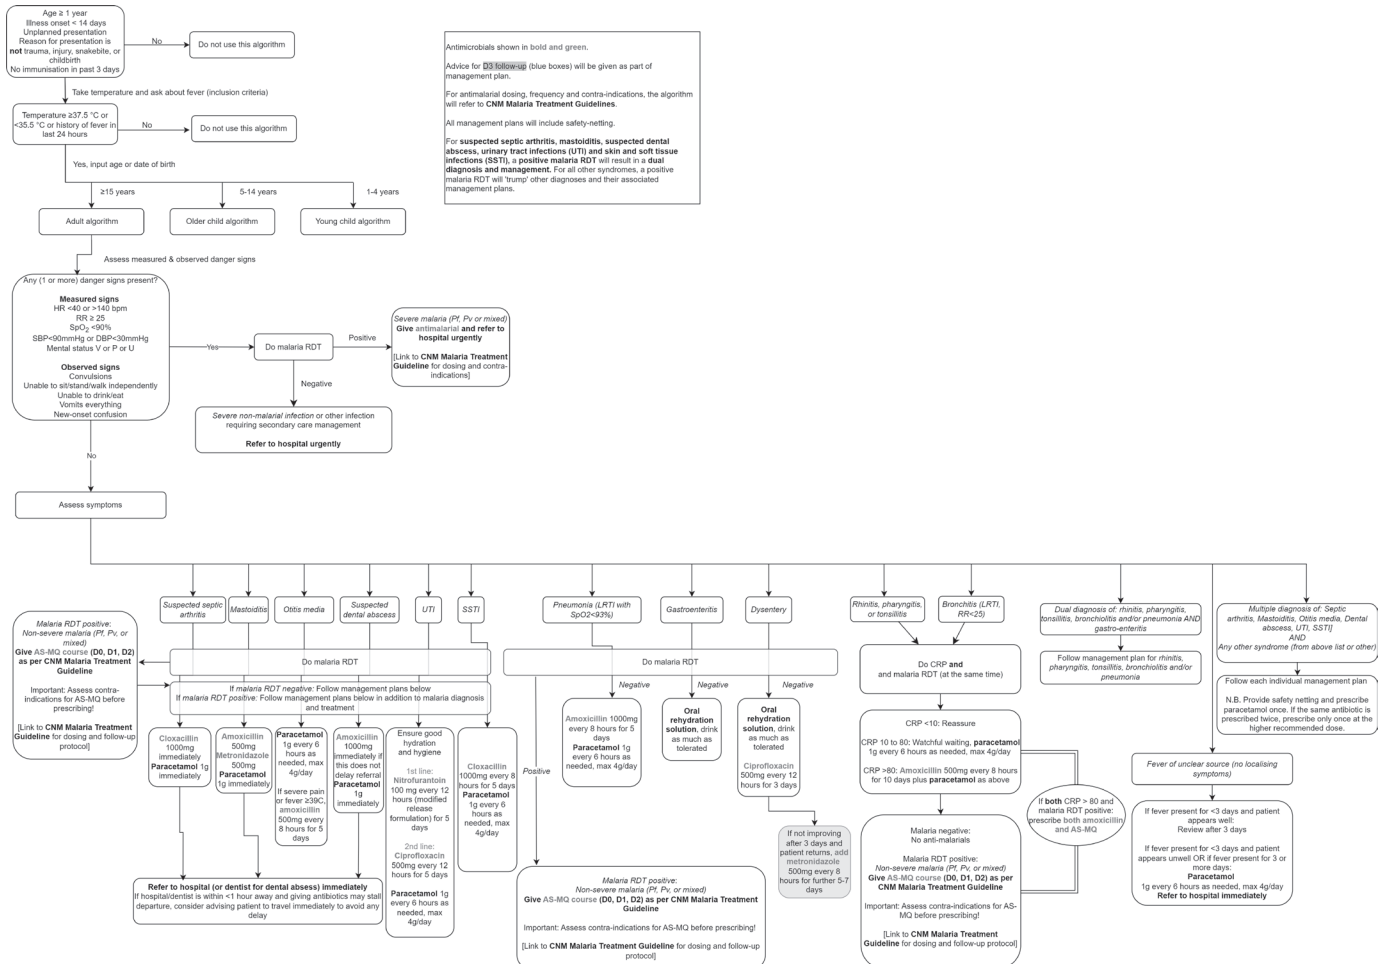 Age ≥ 1 year
Illness onset < 14 days
Unplanned presentation
Reason for presentation is
not trauma, injury, snakebite, or
childbirth
No immunisation in past 3 days
No
Do not use this algorithm
Take temperature and ask about fever (inclusion criteria)
Temperature ≥37.5 °C or
<35.5 °C or history of fever in
last 24 hours
No
Do not use this algorithm
Yes, input age or date of birth
≥15 years
5-14 years
1-4 years
Adult algorithm
Older child algorithm
Young child algorithm
Antimicrobials shown in bold and green.
Advice for D3 follow-up (blue boxes) will be given as part of
management plan.
For antimalarial dosing, frequency and contra-indications, the algorithm
will refer to CNM Malaria Treatment Guidelines.
All management plans will include safety-netting.
For suspected septic arthritis, mastoiditis, suspected dental
abscess, urinary tract infections (UTI) and skin and soft tissue
infections (SSTI), a positive malaria RDT will result in a dual
diagnosis and management. For all other syndromes, a positive
malaria RDT will 'trump' other diagnoses and their associated
management plans.
Assess measured & observed danger signs
Any (1 or more) danger signs present?
Measured signs
HR <40 or >140 bpm
RR ≥ 25
SpO2 <90%
SBP<90mmHg or DBP<30mmHg
Mental status V or P or U
Observed signs
Convulsions
Unable to sit/stand/walk independently
Unable to drink/eat
Vomits everything
New-onset confusion
Yes
Do malaria RDT
Positive
Severe malaria (Pf, Pv or mixed)
Give antimalarial and refer to
hospital urgently
[Link to CNM Malaria Treatment
Guideline for dosing and contra-
indications]
Negative
Severe non-malarial infection or other infection
requiring secondary care management
Refer to hospital urgently
No
Assess symptoms
Suspected septic
arthritis
Mastoiditis
Otitis media
Suspected
dental abscess
UTI
SSTI
Pneumonia (LRTI with
SpO2<93%)
Gastroenteritis
Dysentery
Rhinitis, pharyngitis,
or tonsillitis
Bronchitis (LRTI,
RR<25)
Dual diagnosis of: rhinitis, pharyngitis,
tonsillitis, bronchiolitis and/or pneumonia AND
gastro-enteritis
Multiple diagnosis of: Septic
arthritis, Mastoiditis, Otitis media, Dental
abscess, UTI, SSTI]
AND
Any other syndrome (from above list or other)
Malaria RDT positive:
Non-severe malaria (Pf, Pv, or
mixed)
Give AS-MQ course (D0, D1, D2)
as per CNM Malaria Treatment
Guideline
Important: Assess contra-
indications for AS-MQ before
prescribing!
[Link to CNM Malaria Treatment
Guideline for dosing and follow-up
protocol]
Do malaria RDT
If malaria RDT negative: Follow management plans below
If malaria RDT positive: Follow management plans below in addition to malaria diagnosis
and treatment
Cloxacillin
1000mg
immediately
Paracetamol 1g
immediately
Amoxicillin
500mg
Metronidazole
500mg
Paracetamol
1g immediately
Paracetamol
1g every 6
hours as
needed, max
4g/day
If severe pain
or fever ≥39C,
amoxicillin
500mg every
8 hours for 5
days
Amoxicillin
1000mg
immediately if
this does not
delay referral
Paracetamol
1g
immediately
Ensure good
hydration
and hygiene
1st line:
Nitrofurantoin
100 mg every 12
hours (modified
release
formulation) for 5
days
2nd line:
Ciprofloxacin
500mg every 12
hours for 5 days
Paracetamol 1g
every 6 hours as
needed, max
4g/day
Cloxacillin
1000mg every 8
hours for 5 days
Paracetamol
1g every 6
hours as
needed, max
4g/day
Refer to hospital (or dentist for dental absess) immediately
If hospital/dentist is within <1 hour away and giving antibiotics may stall
departure, consider advising patient to travel immediately to avoid any
delay
Do malaria RDT
Negative
Negative
Negative
Positive
Amoxicillin 1000mg
every 8 hours for 5
days
Paracetamol 1g
every 6 hours as
needed, max 4g/day
Oral
rehydration
solution, drink
as much as
tolerated
Oral
rehydration
solution, drink
as much as
tolerated
Ciprofloxacin
500mg every 12
hours for 3 days
If not improving
after 3 days and
patient returns, add
metronidazole
500mg every 8
hours for further 5-7
days
Malaria RDT positive:
Non-severe malaria (Pf, Pv, or mixed)
Give AS-MQ course (D0, D1, D2) as per CNM Malaria Treatment
Guideline
Important: Assess contra-indications for AS-MQ before prescribing!
[Link to CNM Malaria Treatment Guideline for dosing and follow-up
protocol]
Do CRP and
and malaria RDT (at the same time)
CRP <10: Reassure
CRP 10 to 80: Watchful waiting, paracetamol
1g every 6 hours as needed, max 4g/day
CRP >80: Amoxicillin 500mg every 8 hours
for 10 days plus paracetamol as above
If both CRP > 80 and
malaria RDT positive:
prescribe both amoxicillin
and AS-MQ
Malaria negative:
No anti-malarials
Malaria RDT positive:
Non-severe malaria (Pf, Pv, or mixed)
Give AS-MQ course (D0, D1, D2) as per
CNM Malaria Treatment Guideline
Important: Assess contra-indications for AS-
MQ before prescribing!
[Link to CNM Malaria Treatment
Guideline for dosing and follow-up protocol]
Follow management plan for rhinitis,
pharyngitis, tonsillitis, bronchiolitis and/or
pneumonia
Follow each individual management plan
N.B. Provide safety netting and prescribe
paracetamol once. If the same antibiotic is
prescribed twice, prescribe only once at the
higher recommended dose.
Fever of unclear source (no localising
symptoms)
If fever present for <3 days and patient
appears well:
Review after 3 days
If fever present for <3 days and patient
appears unwell OR if fever present for 3 or
more days:
Paracetamol
1g every 6 hours as needed, max 4g/day
Refer to hospital immediately